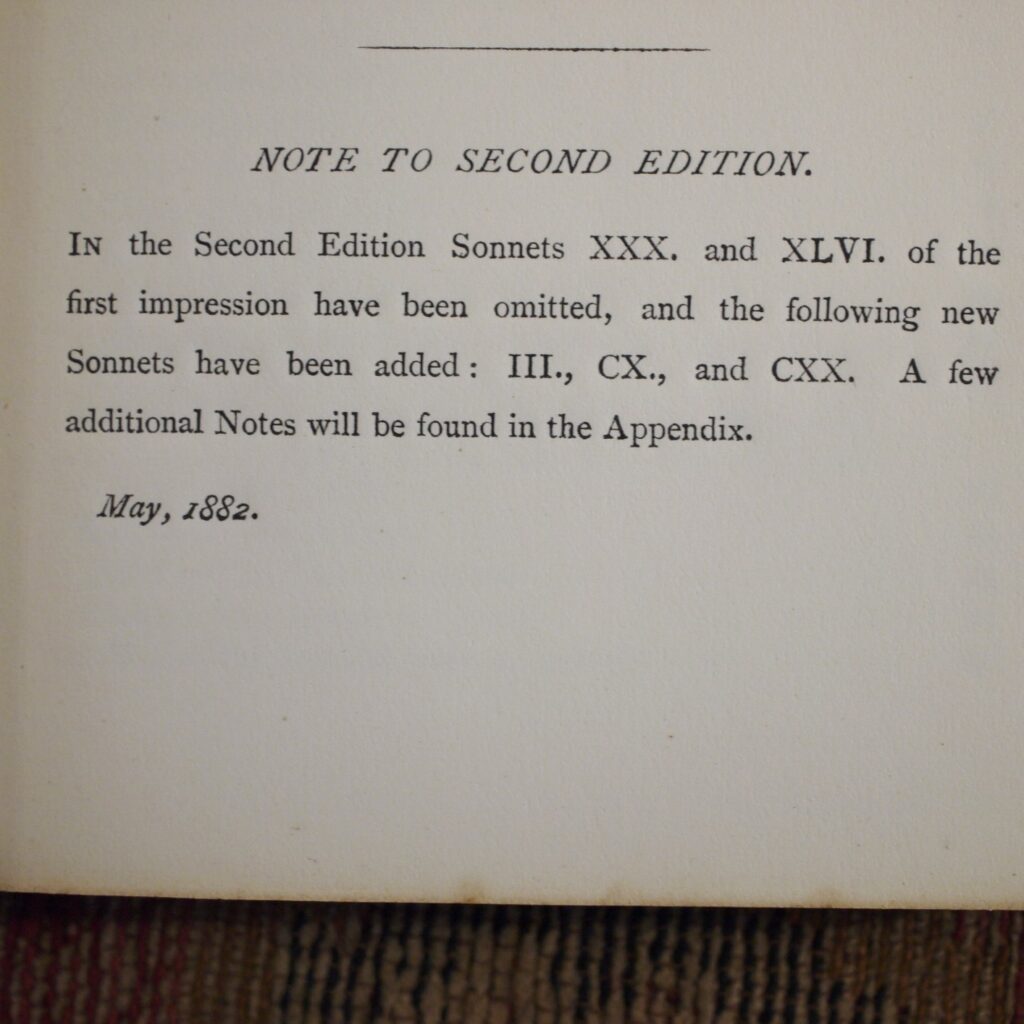 NOTE TO SECOND EDITION.
IN the Second Edition Sonnets XXX. and XLVI. of the
first impression have been omitted, and the following new
Sonnets have been added: III., CX., and CXX. A few
additional Notes will be found in the Appendix.
May, 1882.